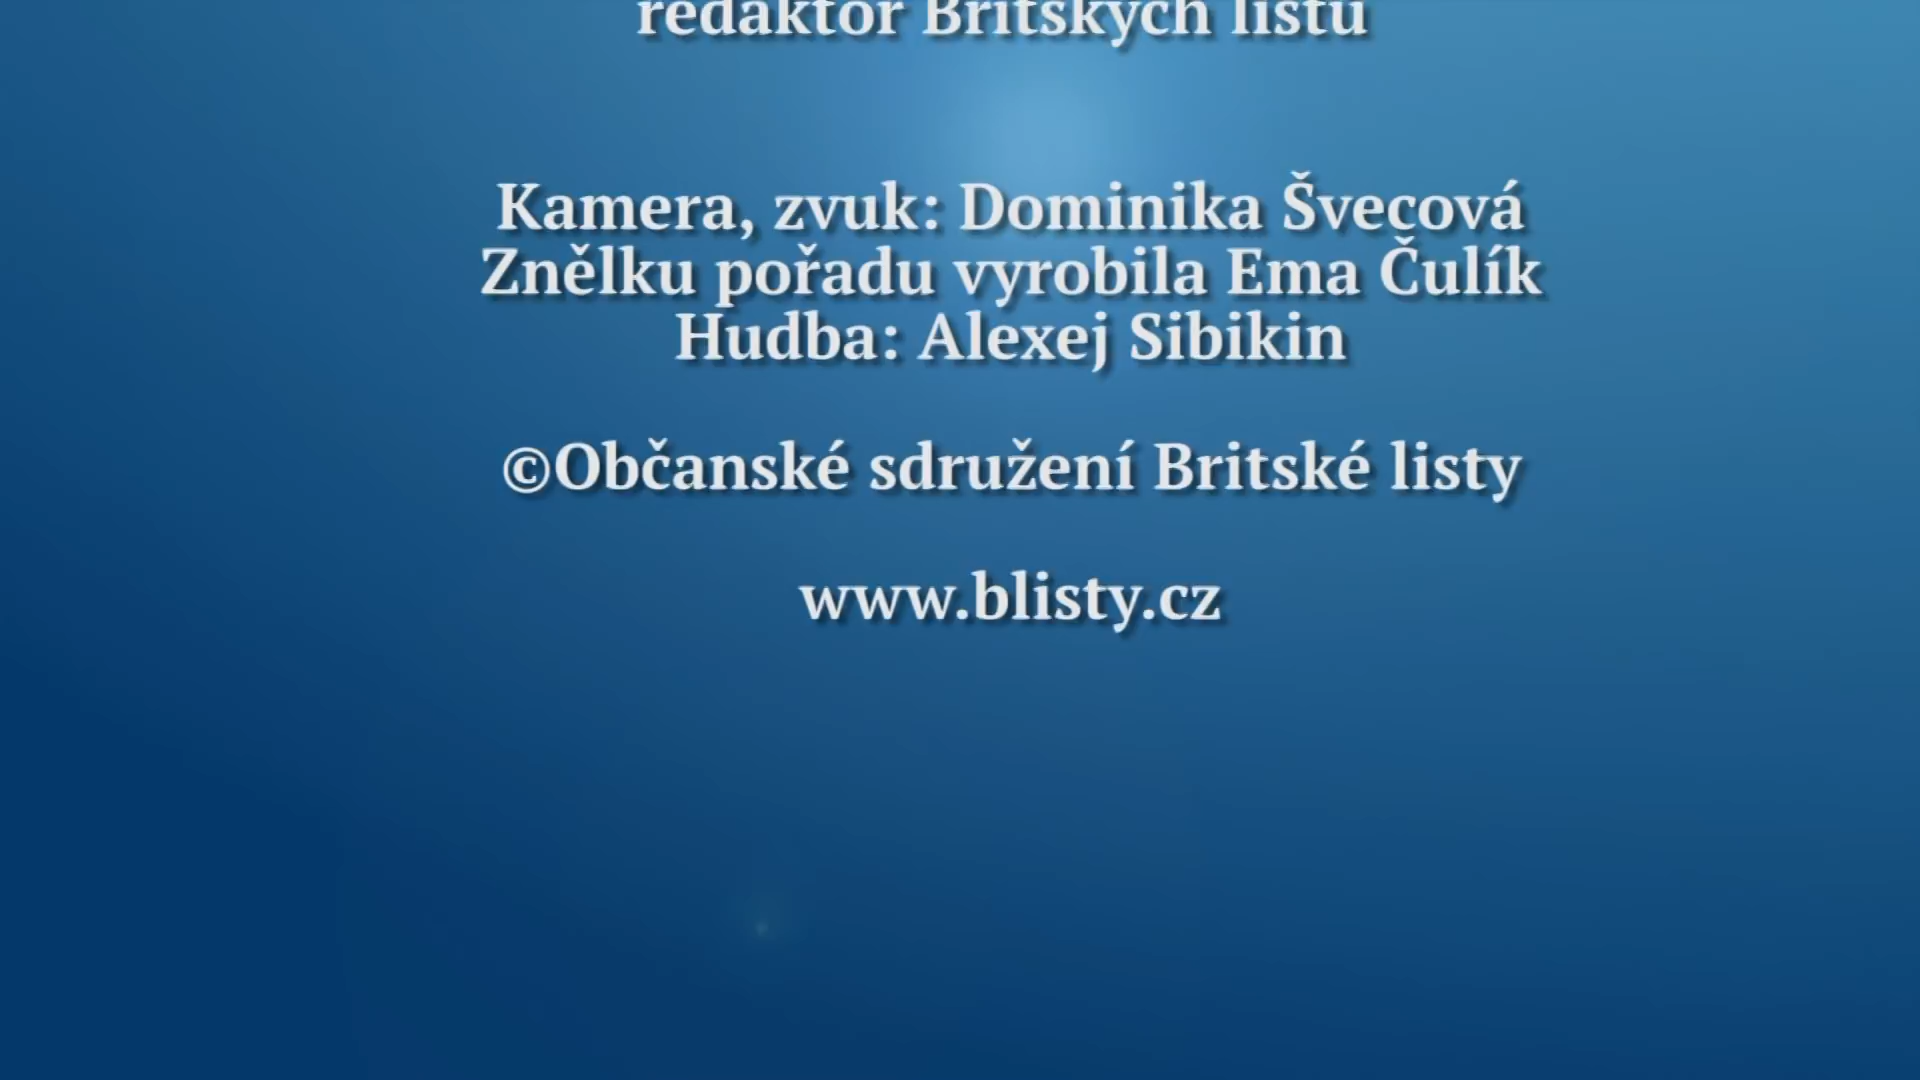 redaktor Britských listů
Kamera, zvuk: Dominika Švecová
Znělku pořadu vyrobila Ema Čulík
Hudba: Alexej Sibikin
©Občanské sdružení Britské listy
www.blisty.cz